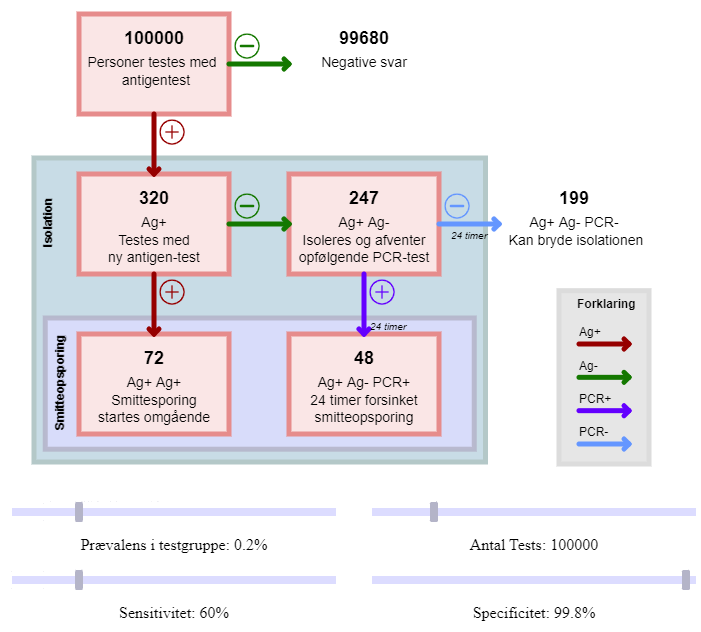 100000
Personer testes med
antigentest
99680
Negative svar
Isolation
320
Ag+
Testes med
ny antigen-test
247
Ag+ Ag-
Isoleres og afventer
opfølgende PCR-test
24 timer
199
Ag+ Ag- PCR-
Kan bryde isolationen
Smitteopsporing
72
Ag+ Ag+
Smittesporing
startes omgående
24 timer
48
Ag+ Ag- PCR+
24 timer forsinket
smitteopsporing
Forklaring
Ag+
Ag-
PCR+
PCR-
Prævalens i testgruppe: 0.2%
Antal Tests: 100000
Sensitivitet: 60%
Specificitet: 99.8%